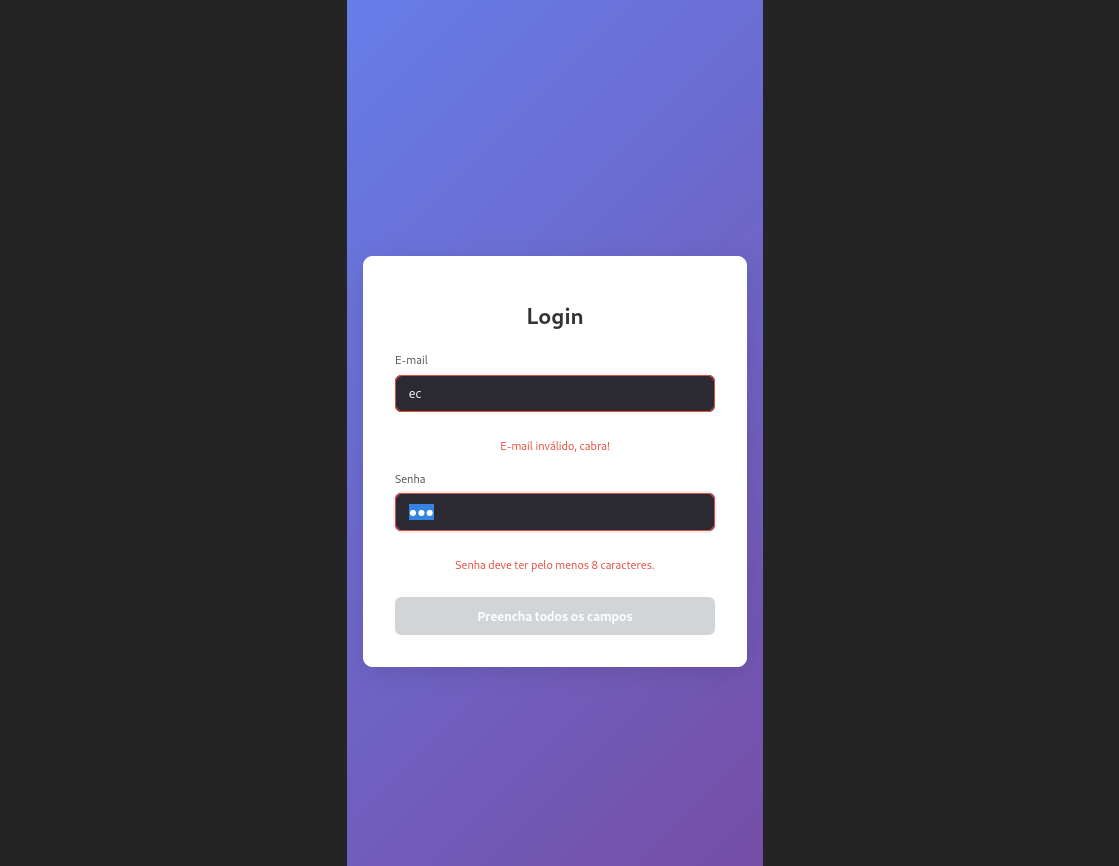 Login
E-mail
ec
E-mail inválido, cabra!
Senha
•••
Senha deve ter pelo menos 8 caracteres.
Preencha todos os campos